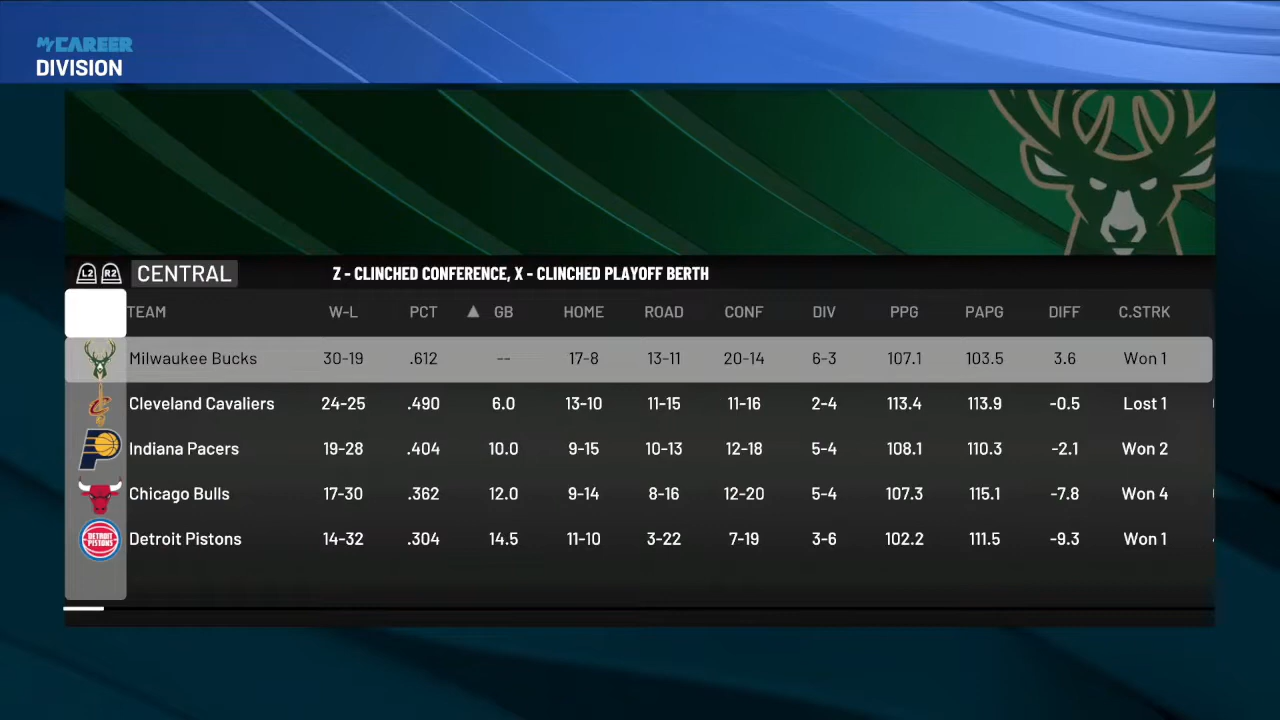 MyCAREER
DIVISION
L2 R2 CENTRAL Z - CLINCHED CONFERENCE, X - CLINCHED PLAYOFF BERTH
TEAM W-L PCT ▲ GB HOME ROAD CONF DIV PPG PAPG DIFF C.STRK
Milwaukee Bucks 30-19 .612 -- 17-8 13-11 20-14 6-3 107.1 103.5 3.6 Won 1
Cleveland Cavaliers 24-25 .490 6.0 13-10 11-15 11-16 2-4 113.4 113.9 -0.5 Lost 1
Indiana Pacers 19-28 .404 10.0 9-15 10-13 12-18 5-4 108.1 110.3 -2.1 Won 2
Chicago Bulls 17-30 .362 12.0 9-14 8-16 12-20 5-4 107.3 115.1 -7.8 Won 4
DETROIT PISTONS Detroit Pistons 14-32 .304 14.5 11-10 3-22 7-19 3-6 102.2 111.5 -9.3 Won 1